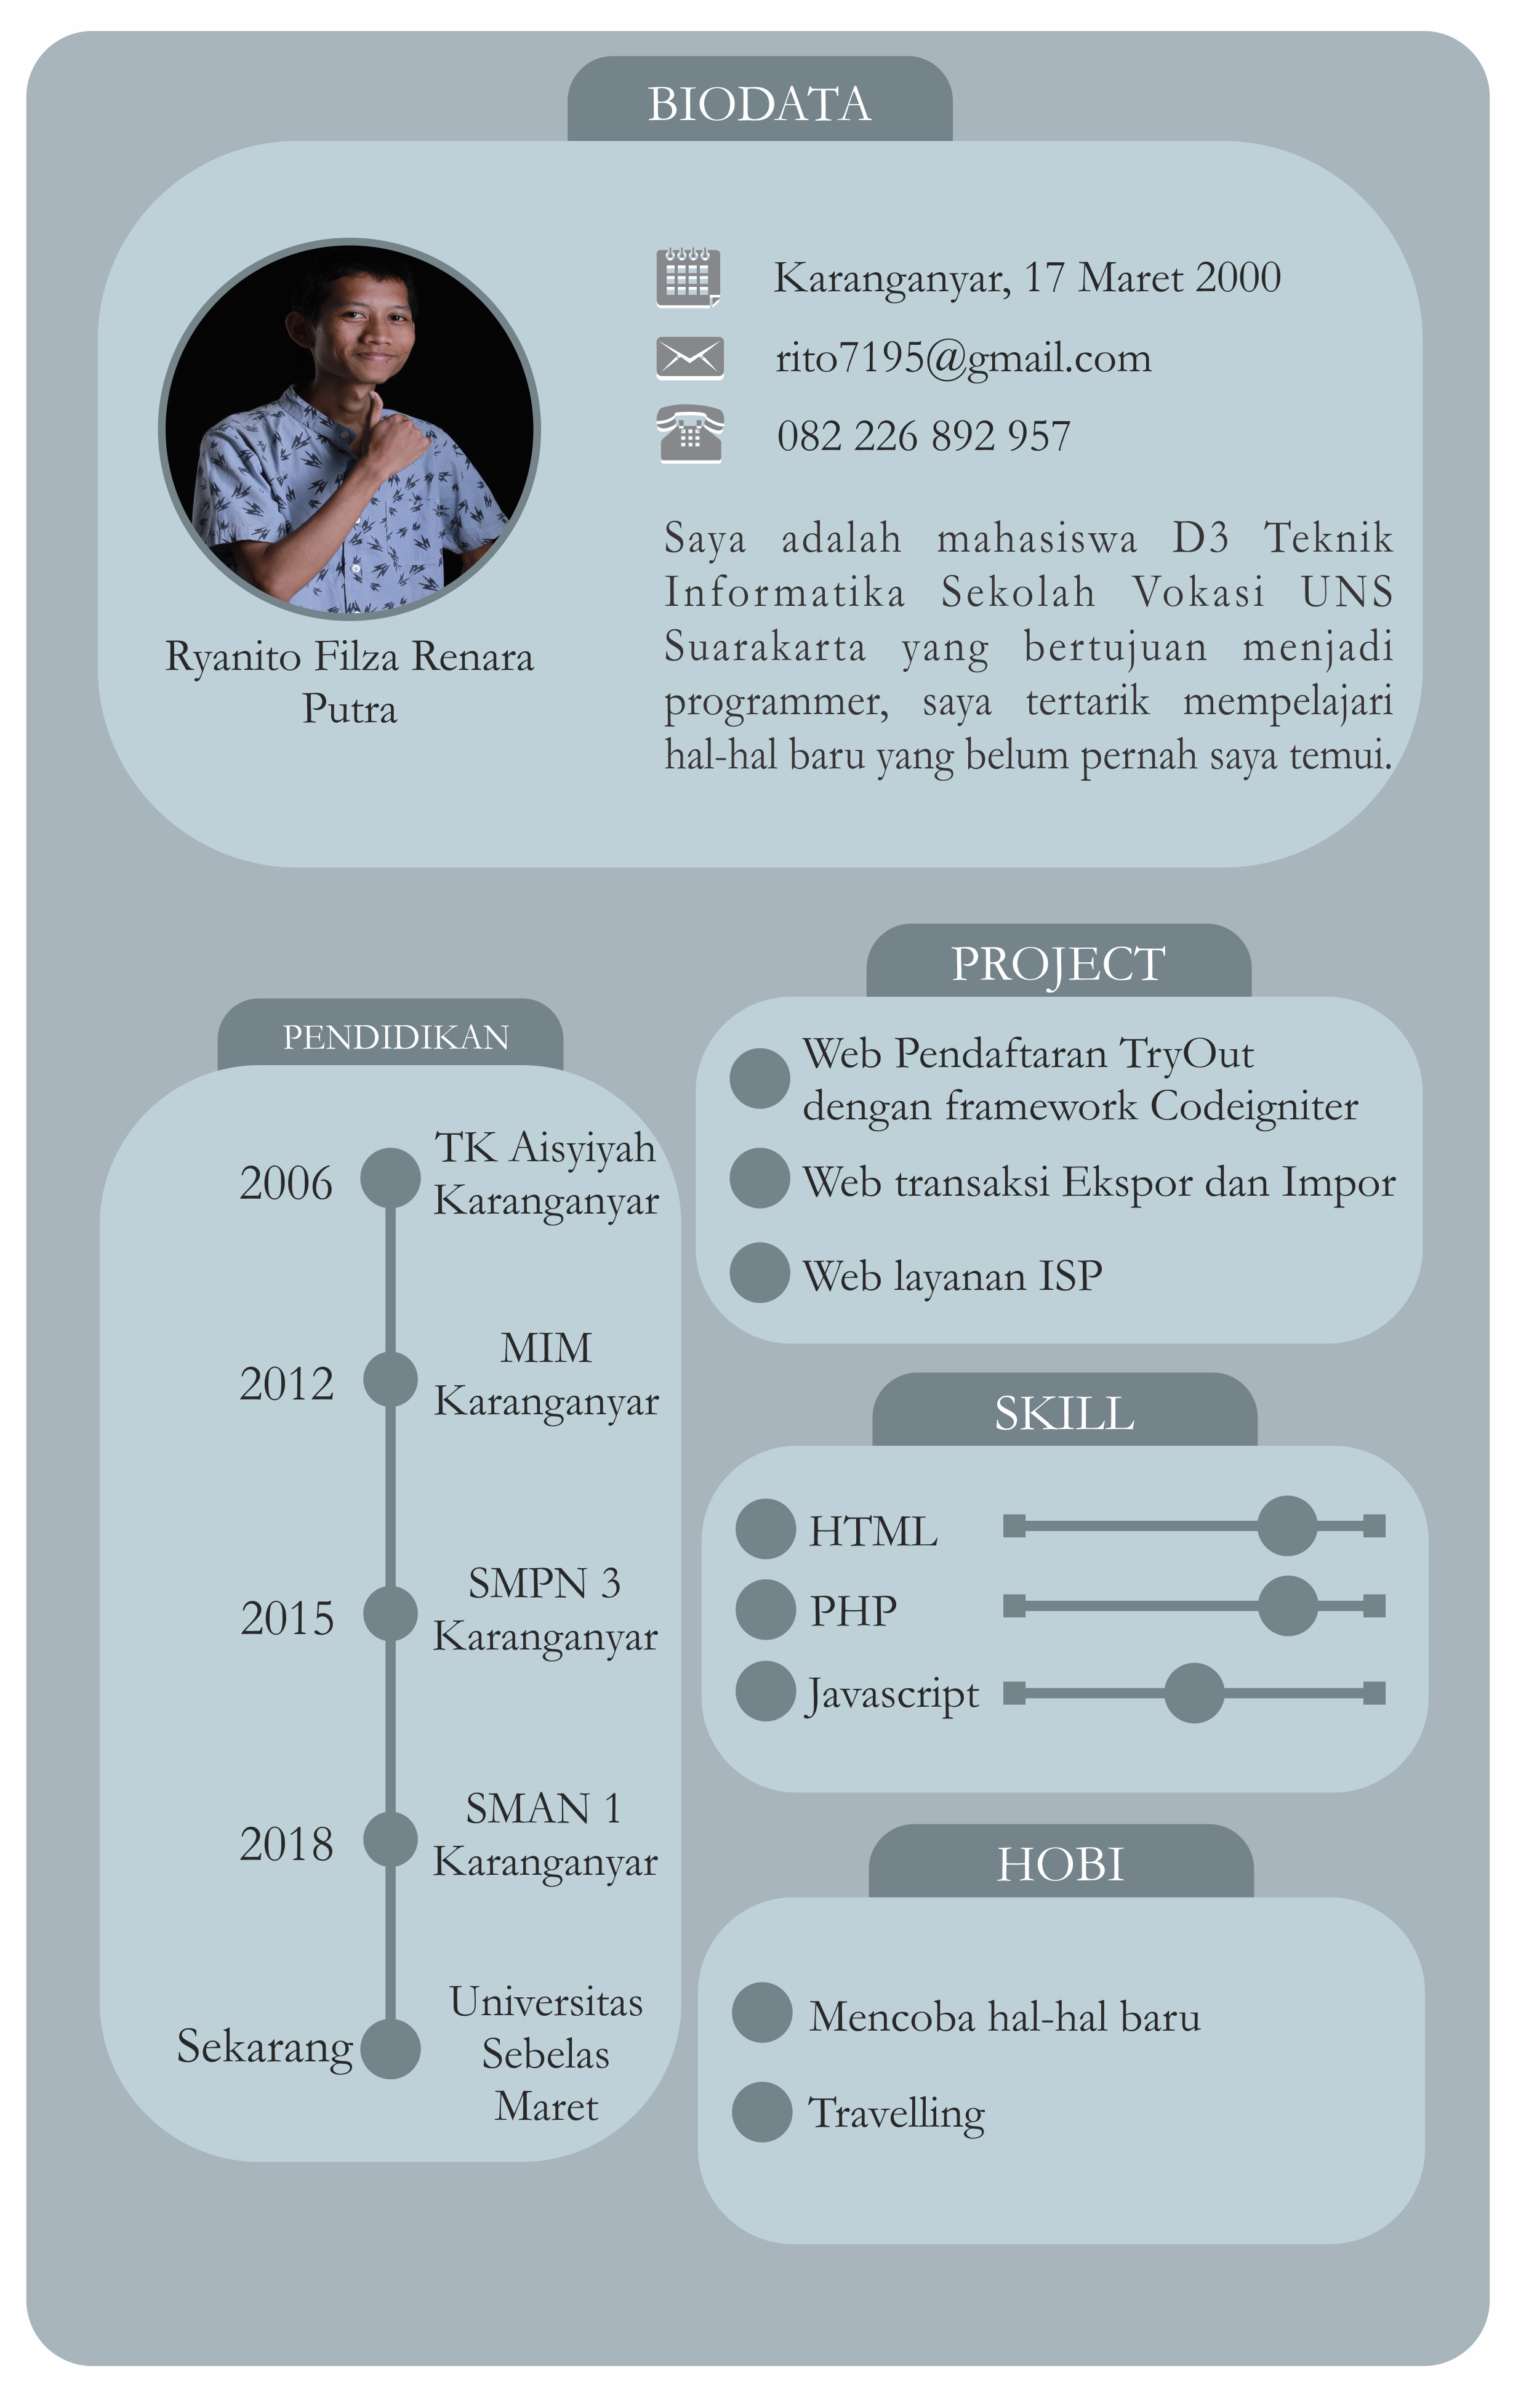 BIODATA
Karanganyar, 17 Maret 2000
rito7195@gmail.com
082 226 892 957
Ryanito Filza Renara
Putra
Saya adalah mahasiswa D3 Teknik
Informatika Sekolah Vokasi UNS
Suarakarta yang bertujuan menjadi
programmer, saya tertarik mempelajari
hal-hal baru yang belum pernah saya temui.
PENDIDIKAN
2006
TK Aisyiyah
Karanganyar
2012
MIM
Karanganyar
2015
SMPN 3
Karanganyar
2018
SMAN 1
Karanganyar
Sekarang
Universitas
Sebelas
Maret
PROJECT
Web Pendaftaran TryOut
dengan framework Codeigniter
Web transaksi Ekspor dan Impor
Web layanan ISP
SKILL
HTML
PHP
Javascript
HOBI
Mencoba hal-hal baru
Travelling